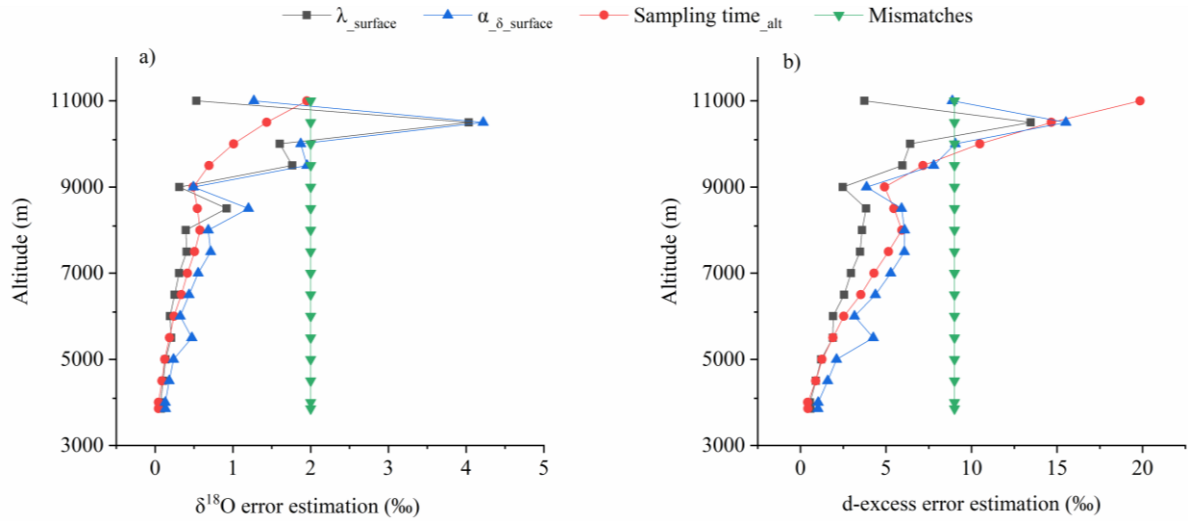 λ_surface α_δ_surface Sampling time_alt Mismatches
a)
b)
Altitude (m)
11000
9000
7000
5000
3000
0 1 2 3 4 5
δ¹⁸O error estimation (‰)
Altitude (m)
11000
9000
7000
5000
3000
0 5 10 15 20
d-excess error estimation (‰)